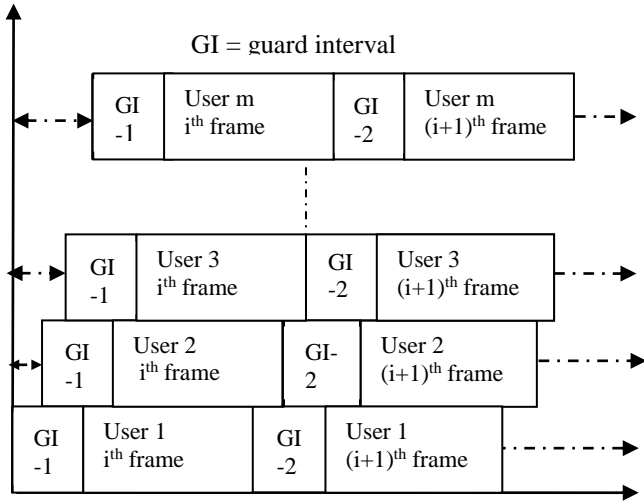 GI = guard interval
GI
-1
User m
iᵗʰ frame
GI
-2
User m
(i+1)ᵗʰ frame
GI
-1
User 3
iᵗʰ frame
GI
-2
User 3
(i+1)ᵗʰ frame
GI
-1
User 2
iᵗʰ frame
GI-
2
User 2
(i+1)ᵗʰ frame
GI
-1
User 1
iᵗʰ frame
GI
-2
User 1
(i+1)ᵗʰ frame